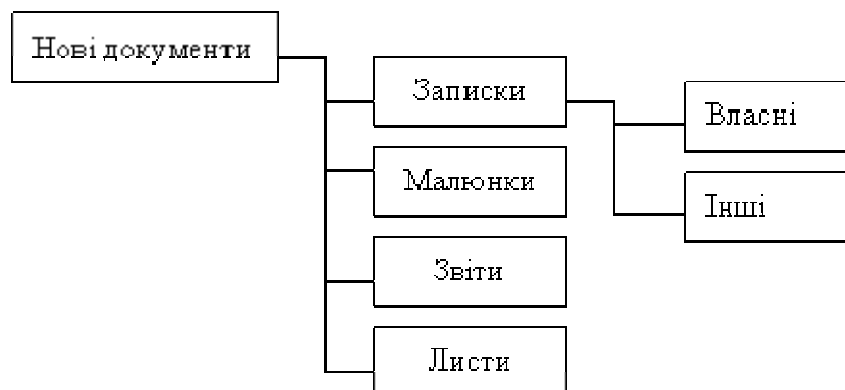 Нові документи
Записки
Власні
Малюнки
Інші
Звіти
Листи